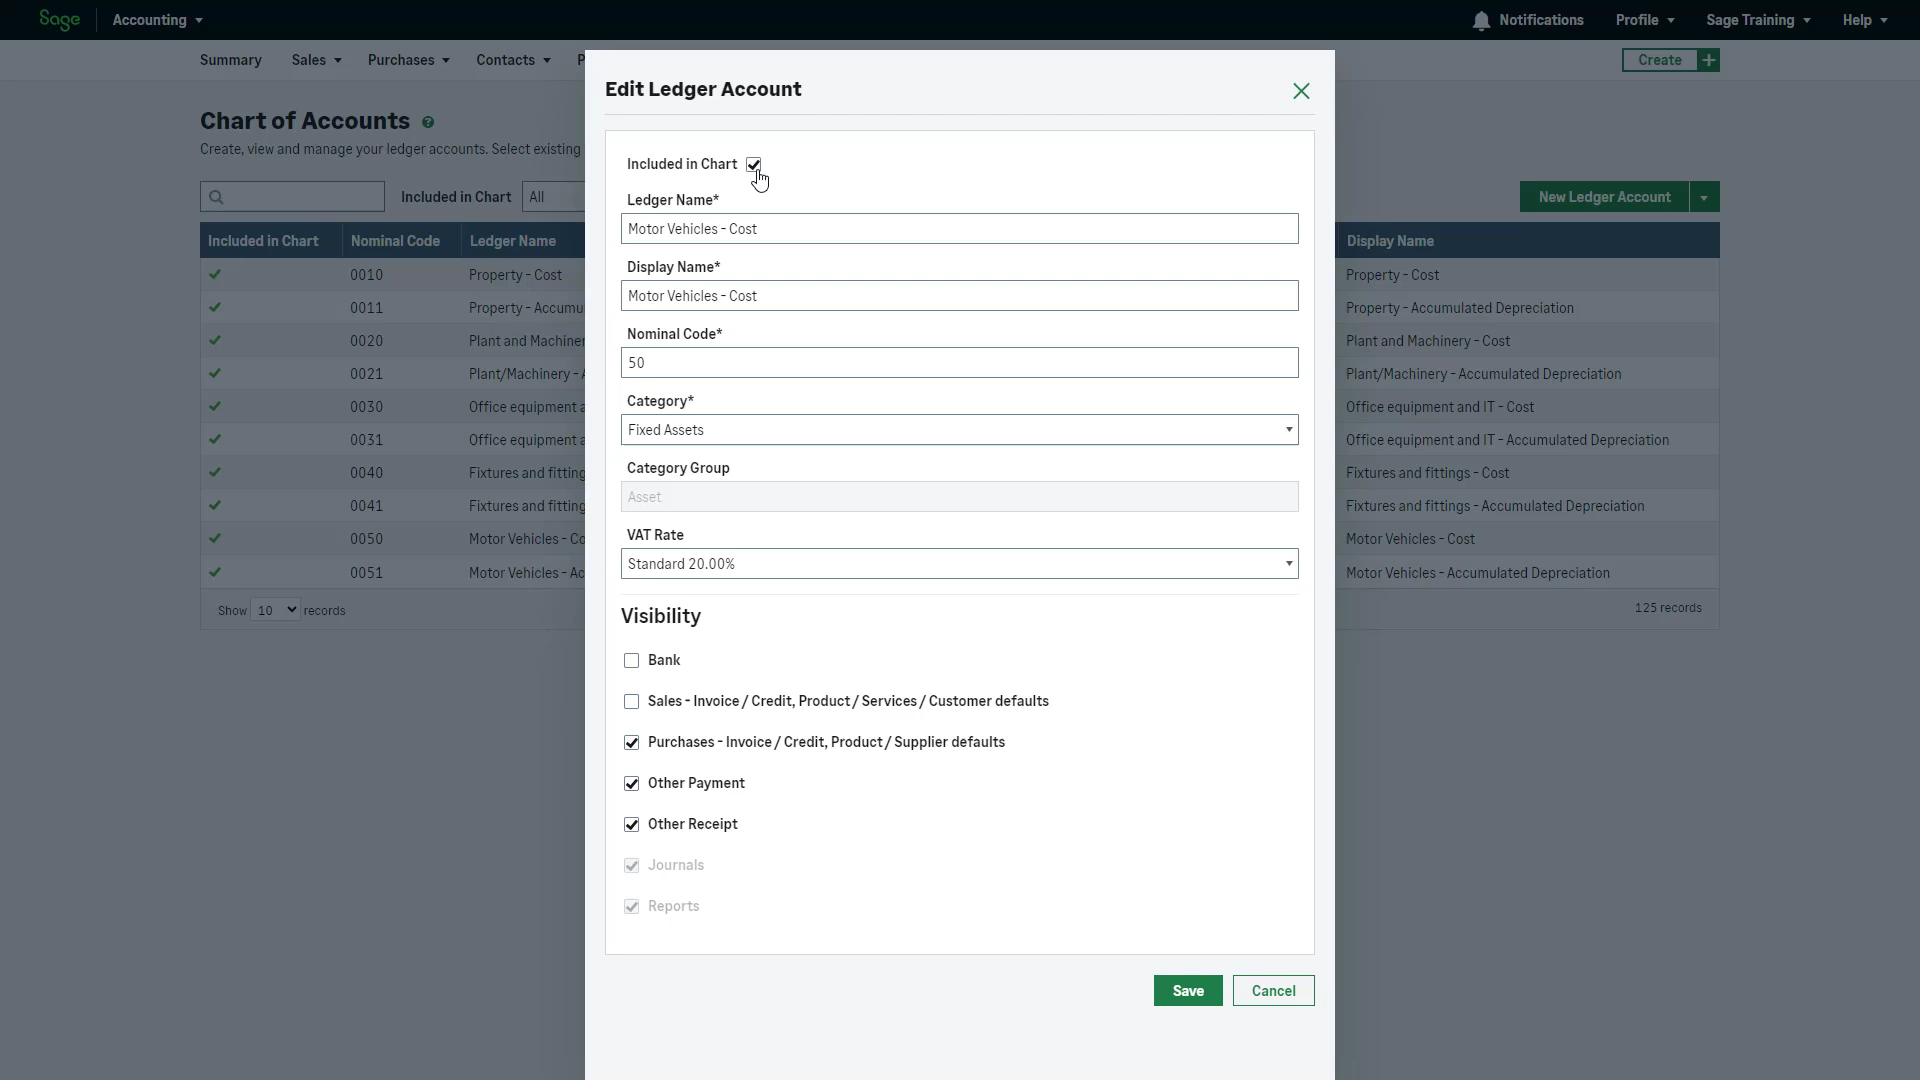 Sage Accounting Notifications Profile Sage Training Help
Summary Sales Purchases Contacts P Create
Chart of Accounts
Create, view and manage your ledger accounts. Select existing
Included in Chart All New Ledger Account
Included in Chart Nominal Code Ledger Name Display Name
0010 Property - Cost Property - Cost
0011 Property - Accumu Property - Accumulated Depreciation
0020 Plant and Machiner Plant and Machinery - Cost
0021 Plant/Machinery - A Plant/Machinery - Accumulated Depreciation
0030 Office equipment a Office equipment and IT - Cost
0031 Office equipment a Office equipment and IT - Accumulated Depreciation
0040 Fixtures and fitting Fixtures and fittings - Cost
0041 Fixtures and fitting Fixtures and fittings - Accumulated Depreciation
0050 Motor Vehicles - Co Motor Vehicles - Cost
0051 Motor Vehicles - Ac Motor Vehicles - Accumulated Depreciation
Show 10 records 125 records
Edit Ledger Account
Included in Chart
Ledger Name*
Motor Vehicles - Cost
Display Name*
Motor Vehicles - Cost
Nominal Code*
50
Category*
Fixed Assets
Category Group
Asset
VAT Rate
Standard 20.00%
Visibility
Bank
Sales - Invoice / Credit, Product / Services / Customer defaults
Purchases - Invoice / Credit, Product / Supplier defaults
Other Payment
Other Receipt
Journals
Reports
Save Cancel